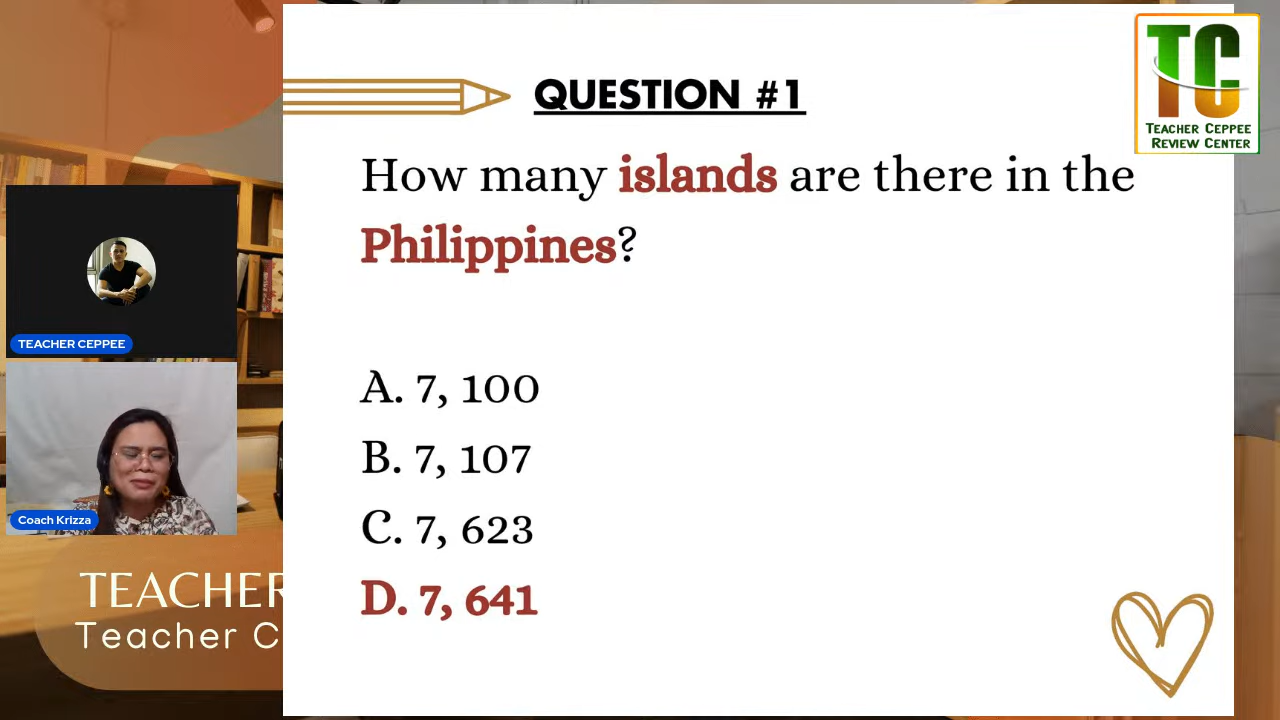 QUESTION #1
TC
TEACHER CEPPEE
REVIEW CENTER
How many islands are there in the
Philippines?
A. 7, 100
B. 7, 107
C. 7, 623
D. 7, 641
TEACHER CEPPEE
Coach Krizza
TEACHER
Teacher C